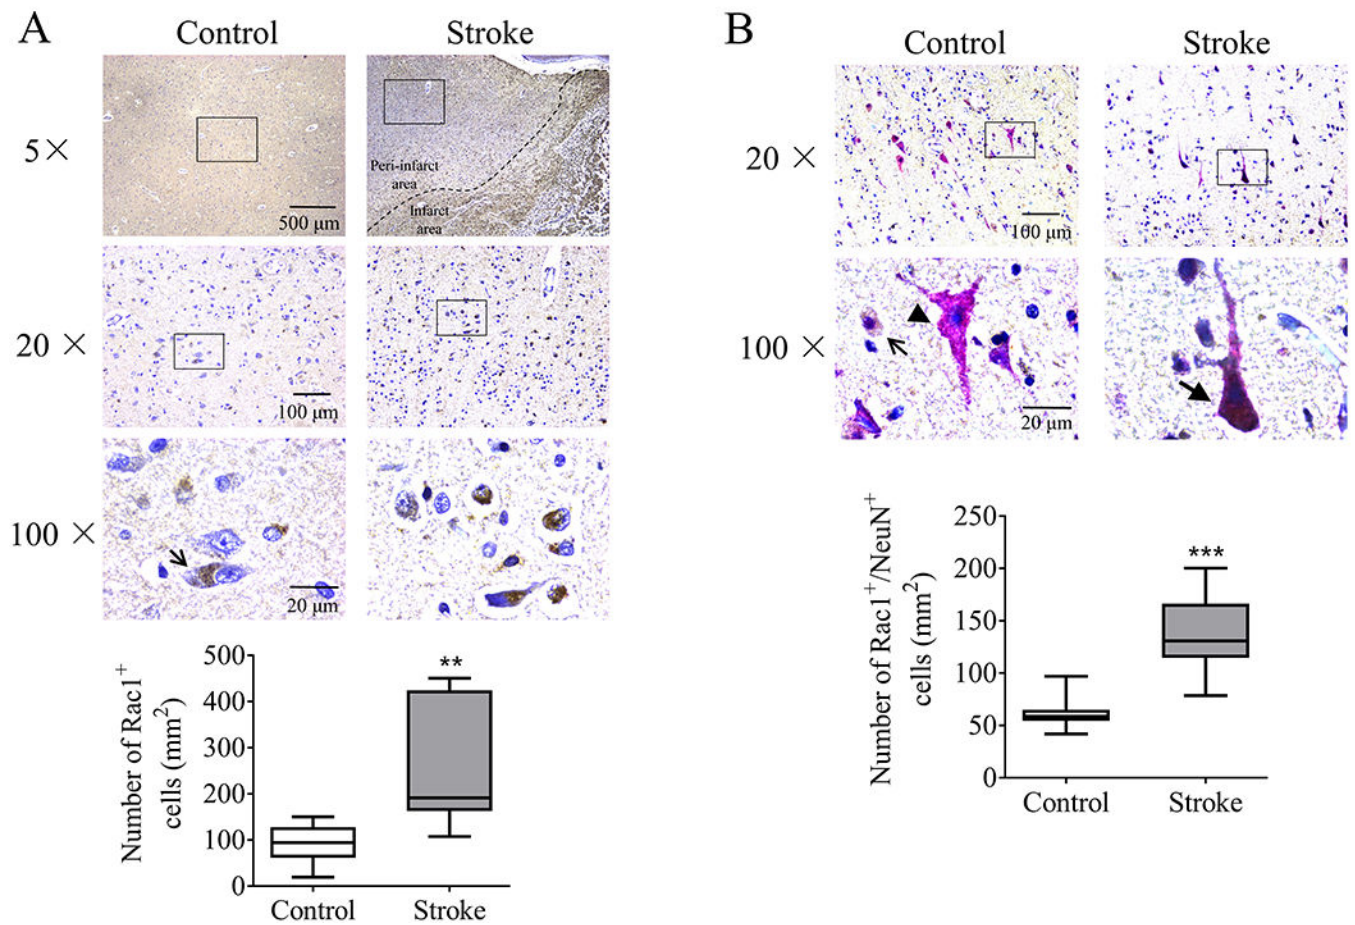 A
Control
Stroke
5×
Peri-infarct
area
Infarct
area
500 μm
20 ×
100 μm
100 ×
20 μm
Number of Rac1⁺
cells (mm²)
500
400
300
200
100
0
**
Control
Stroke
B
Control
Stroke
20 ×
100 μm
100 ×
20 μm
Number of Rac1⁺/NeuN⁺
cells (mm²)
250
200
150
100
50
0
***
Control
Stroke